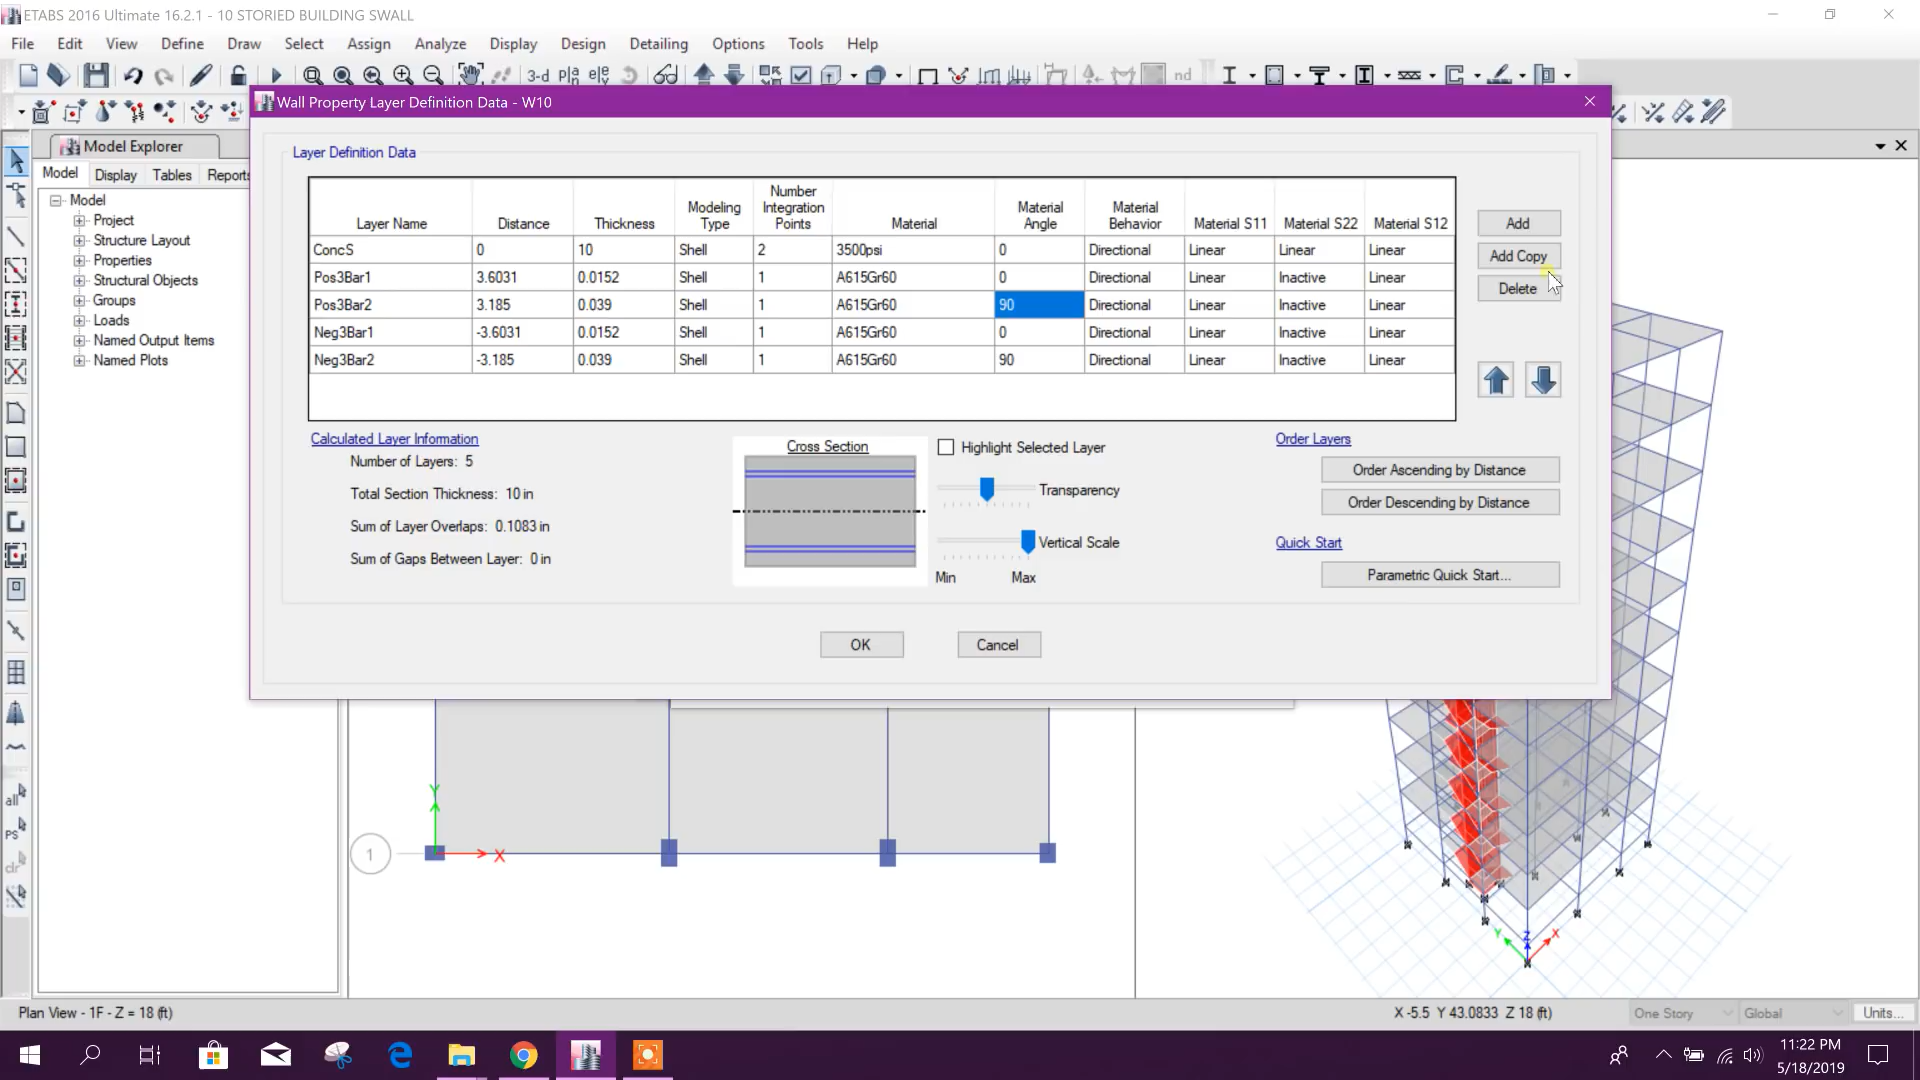 ETABS 2016 Ultimate 16.2.1 - 10 STORIED BUILDING SWALL
File Edit View Define Draw Select Assign Analyze Display Design Detailing Options Tools Help
3-d nd
Wall Property Layer Definition Data - W10
Model Explorer
Model Display Tables Reports
Model
Project
Structure Layout
Properties
Structural Objects
Groups
Loads
Named Output Items
Named Plots
Layer Definition Data
Layer Name Distance Thickness Modeling Type Number Integration Points Material Material Angle Material Behavior Material S11 Material S22 Material S12
ConcS 0 10 Shell 2 3500psi 0 Directional Linear Linear Linear
Pos3Bar1 3.6031 0.0152 Shell 1 A615Gr60 0 Directional Linear Inactive Linear
Pos3Bar2 3.185 0.039 Shell 1 A615Gr60 90 Directional Linear Inactive Linear
Neg3Bar1 -3.6031 0.0152 Shell 1 A615Gr60 0 Directional Linear Inactive Linear
Neg3Bar2 -3.185 0.039 Shell 1 A615Gr60 90 Directional Linear Inactive Linear
Add
Add Copy
Delete
Calculated Layer Information
Number of Layers: 5
Total Section Thickness: 10 in
Sum of Layer Overlaps: 0.1083 in
Sum of Gaps Between Layer: 0 in
Cross Section
Highlight Selected Layer
Transparency
Vertical Scale
Min Max
Order Layers
Order Ascending by Distance
Order Descending by Distance
Quick Start
Parametric Quick Start...
OK Cancel
all
PS
dr
Y
1
X
Y Z X
Plan View - 1F - Z = 18 (ft)
X -5.5 Y 43.0833 Z 18 (ft)
One Story Global Units...
11:22 PM
5/18/2019